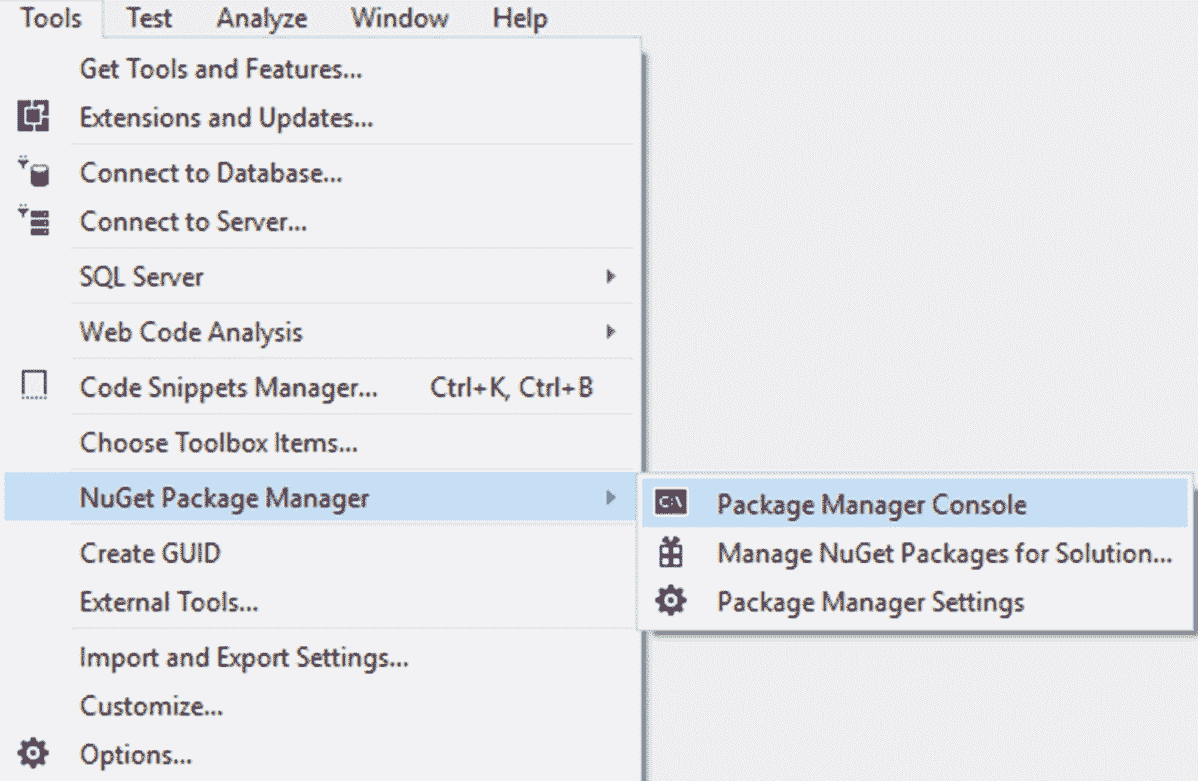 Tools Test Analyze Window Help
Get Tools and Features...
Extensions and Updates...
Connect to Database...
Connect to Server...
SQL Server
Web Code Analysis
Code Snippets Manager... Ctrl+K, Ctrl+B
Choose Toolbox Items...
NuGet Package Manager
C:\ Package Manager Console
Manage NuGet Packages for Solution...
Package Manager Settings
Create GUID
External Tools...
Import and Export Settings...
Customize...
Options...